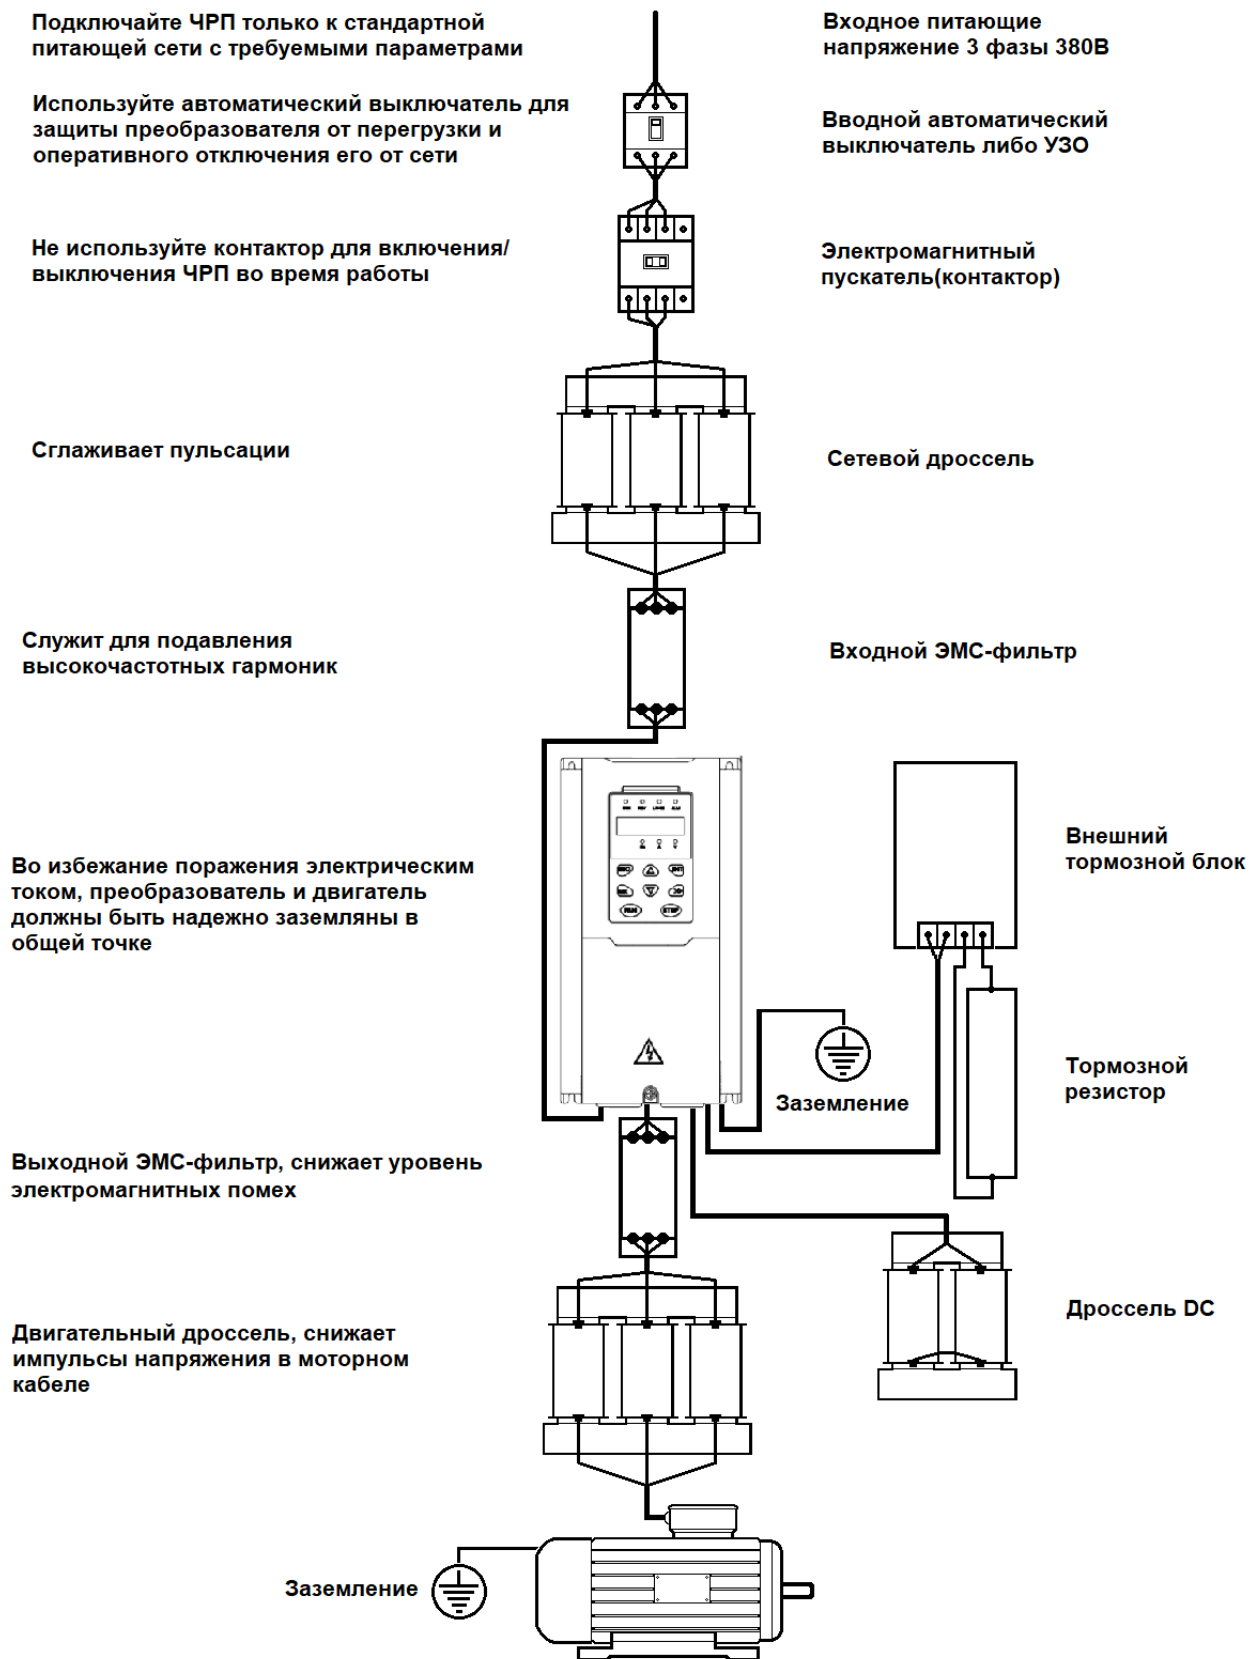 Подключайте ЧРП только к стандартной
питающей сети с требуемыми параметрами
Входное питающие
напряжение 3 фазы 380В
Используйте автоматический выключатель для
защиты преобразователя от перегрузки и
оперативного отключения его от сети
Вводной автоматический
выключатель либо УЗО
Не используйте контактор для включения/
выключения ЧРП во время работы
Электромагнитный
пускатель(контактор)
Сглаживает пульсации
Сетевой дроссель
Служит для подавления
высокочастотных гармоник
Входной ЭМС-фильтр
Во избежание поражения электрическим
током, преобразователь и двигатель
должны быть надежно заземляны в
общей точке
Внешний
тормозной блок
Заземление
Тормозной
резистор
Выходной ЭМС-фильтр, снижает уровень
электромагнитных помех
Дроссель DC
Двигательный дроссель, снижает
импульсы напряжения в моторном
кабеле
Заземление